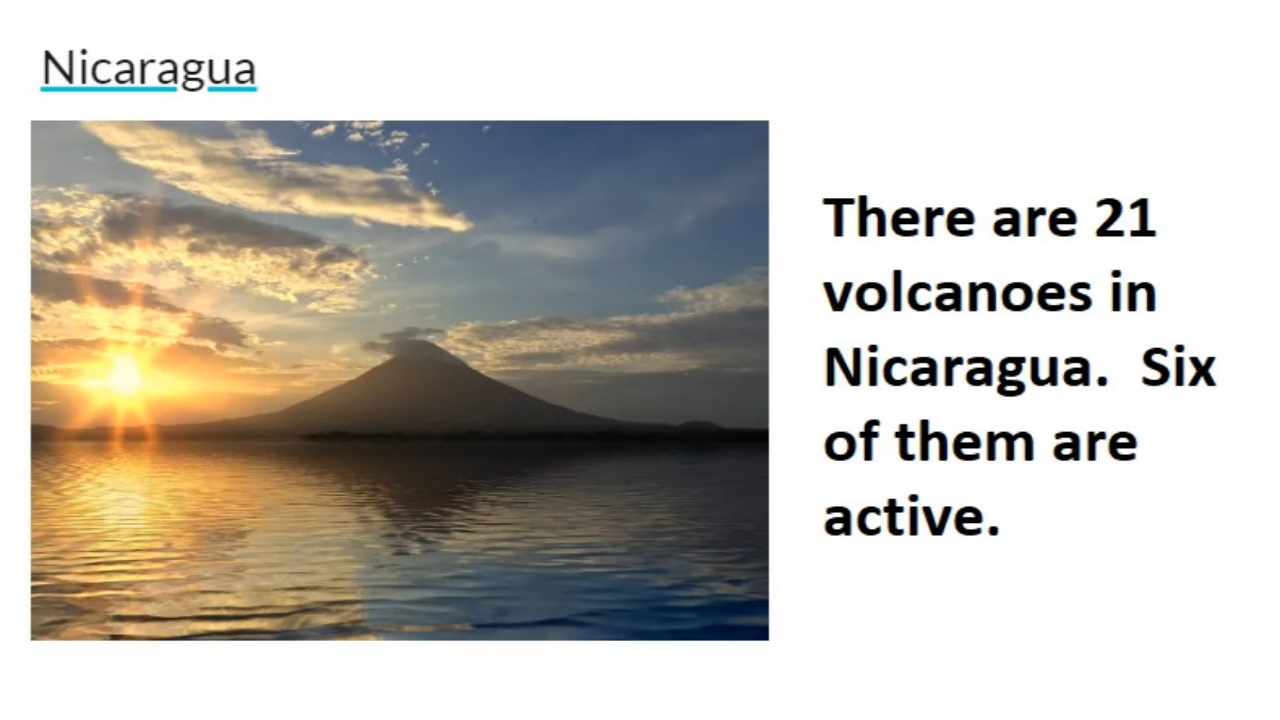 Nicaragua
There are 21
volcanoes in
Nicaragua.  Six
of them are
active.